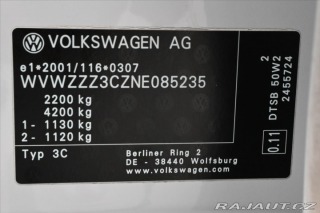 VOLKSWAGEN AG
e1*2001/116*0307
WVWZZZ3CZNE085235
2200 kg
4200 kg
1- 1130 kg
2- 1120 kg
Typ 3C
Berliner Ring 2
DE - 38440 Wolfsburg
www.volkswagen.com
2
DTSB 50W2
2455724
0.11
RAJAUT.CZ